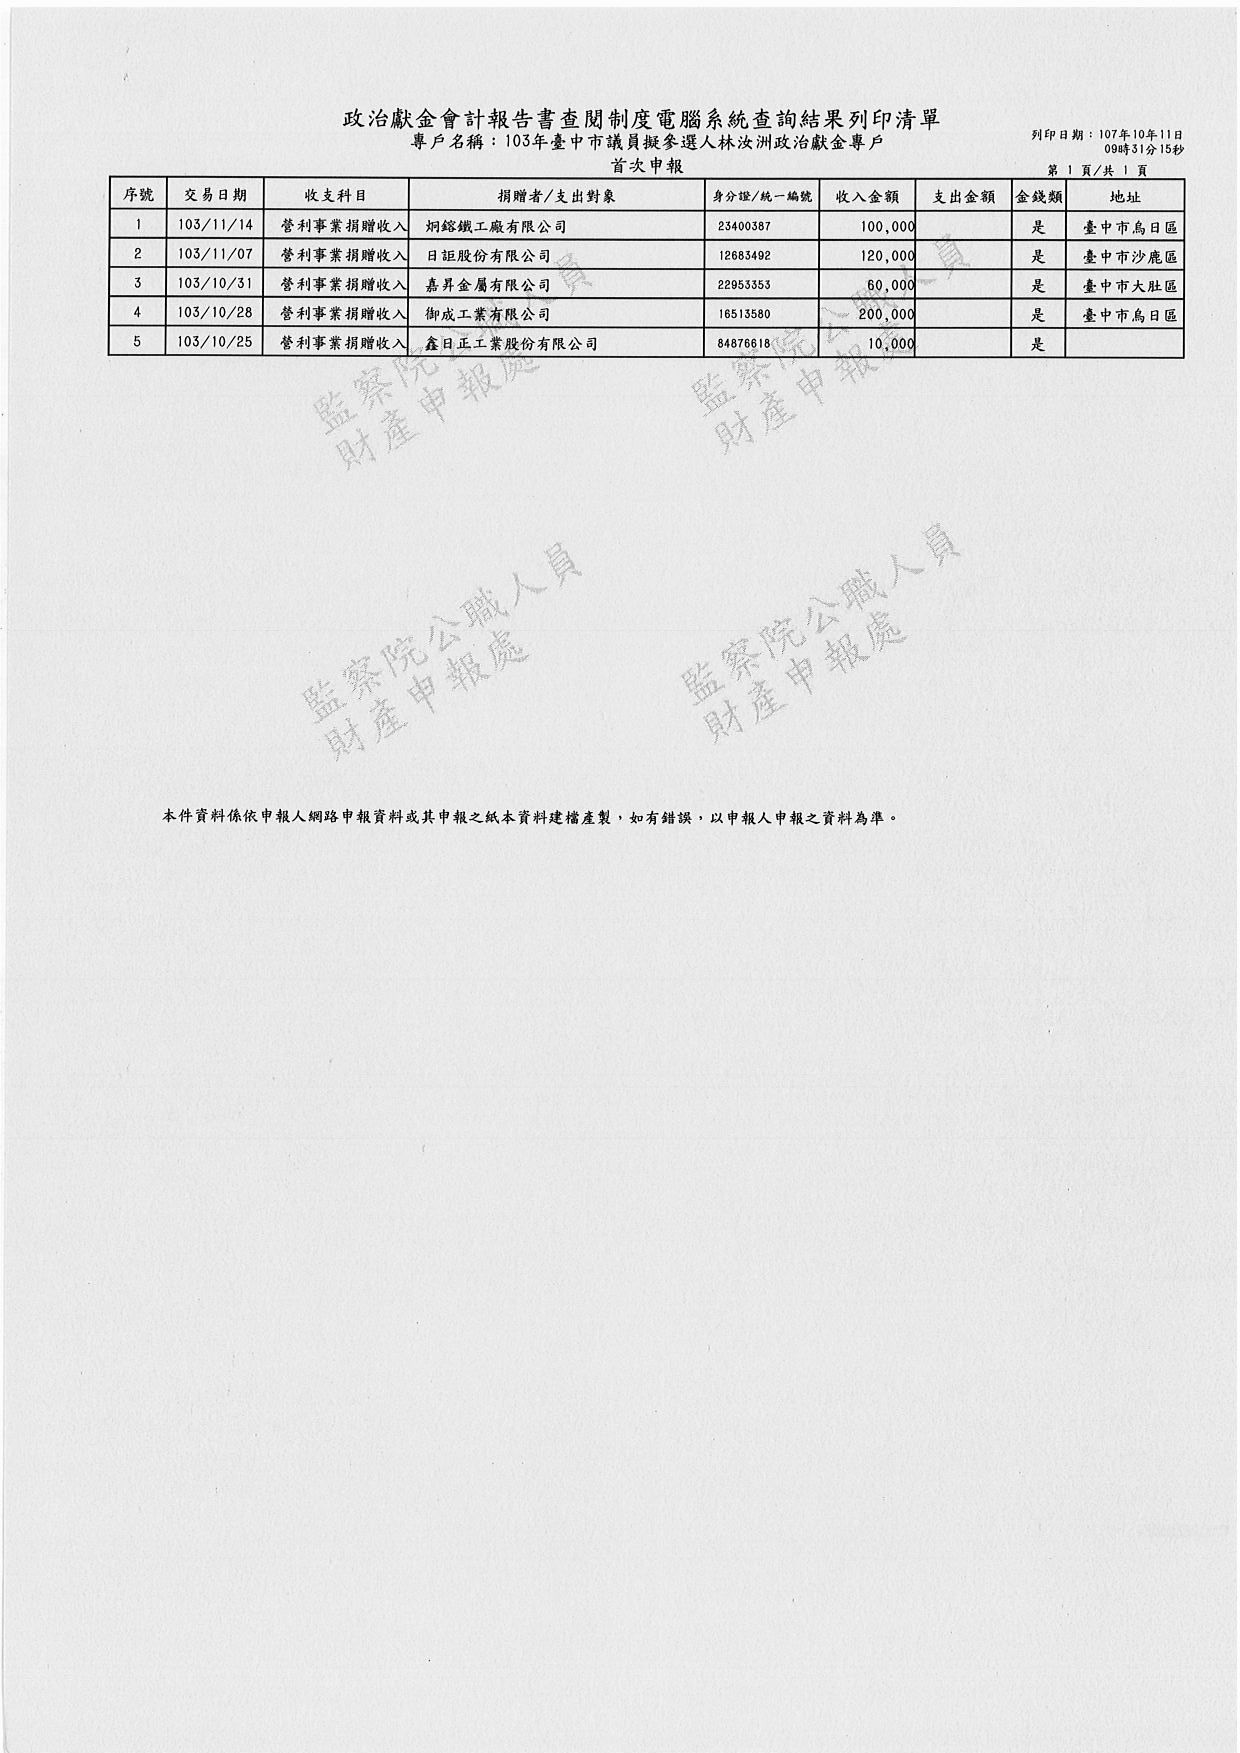 政治獻金會計報告書查閱制度電腦系統查詢結果列印清單
專戶名稱：103年臺中市議員擬參選人林汝洲政治獻金專戶
列印日期：107年10月11日
09時31分15秒
首次申報
第 1 頁/共 1 頁
序號 交易日期 收支科目 捐贈者/支出對象 身分證/統一編號 收入金額 支出金額 金錢類 地址
1 103/11/14 營利事業捐贈收入 炯鎔鐵工廠有限公司 23400387 100,000 是 臺中市烏日區
2 103/11/07 營利事業捐贈收入 日詎股份有限公司 12683492 120,000 是 臺中市沙鹿區
3 103/10/31 營利事業捐贈收入 嘉昇金屬有限公司 22953353 60,000 是 臺中市大肚區
4 103/10/28 營利事業捐贈收入 御成工業有限公司 16513580 200,000 是 臺中市烏日區
5 103/10/25 營利事業捐贈收入 鑫日正工業股份有限公司 84876618 10,000 是
監察院公職人員
財產申報處
監察院公職人員
財產申報處
監察院公職人員
財產申報處
監察院公職人員
財產申報處
本件資料係依申報人網路申報資料或其申報之紙本資料建檔產製，如有錯誤，以申報人申報之資料為準。